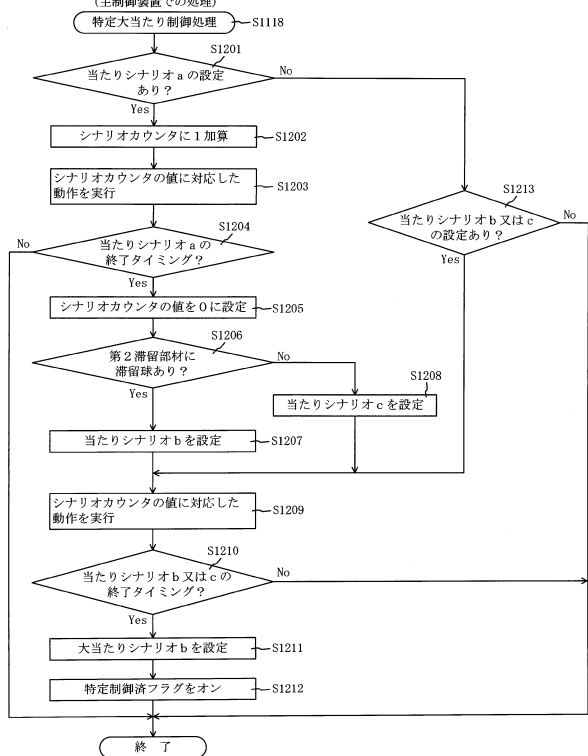 (主制御装置での処理)
特定大当たり制御処理
S1118
S1201
当たりシナリオaの設定
あり?
No
Yes
シナリオカウンタに1加算
S1202
シナリオカウンタの値に対応した
動作を実行
S1203
S1213
当たりシナリオb又はc
の設定あり?
No
Yes
S1204
当たりシナリオaの
終了タイミング?
No
Yes
シナリオカウンタの値を0に設定
S1205
S1206
第2滞留部材に
滞留球あり?
No
Yes
S1208
当たりシナリオcを設定
当たりシナリオbを設定
S1207
シナリオカウンタの値に対応した
動作を実行
S1209
S1210
当たりシナリオb又はcの
終了タイミング?
No
Yes
大当たりシナリオbを設定
S1211
特定制御済フラグをオン
S1212
終 了